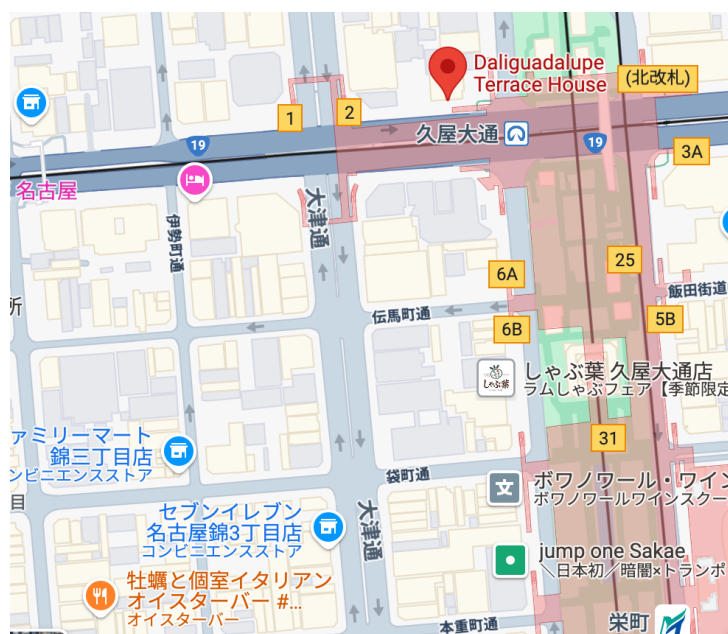 Daliguadalupe
Terrace House
(北改札)
1
2
久屋大通
19
19
3A
名古屋
大津通
伊勢町通
所
6A
25
飯田街道
伝馬町通
6B
5B
しゃぶ葉
しゃぶ葉 久屋大通店
ラムしゃぶフェア【季節限定
31
ァミリーマート
錦三丁目店
ンビニエンスストア
袋町通
目
文
ボワノワール・ワイン
ボワノワールワインスクー
セブンイレブン
名古屋錦3丁目店
コンビニエンスストア
大津通
jump one Sakae
＼日本初／暗闇×トランポ
牡蠣と個室イタリアン
オイスターバー #...
オイスターバー
本重町通
栄町